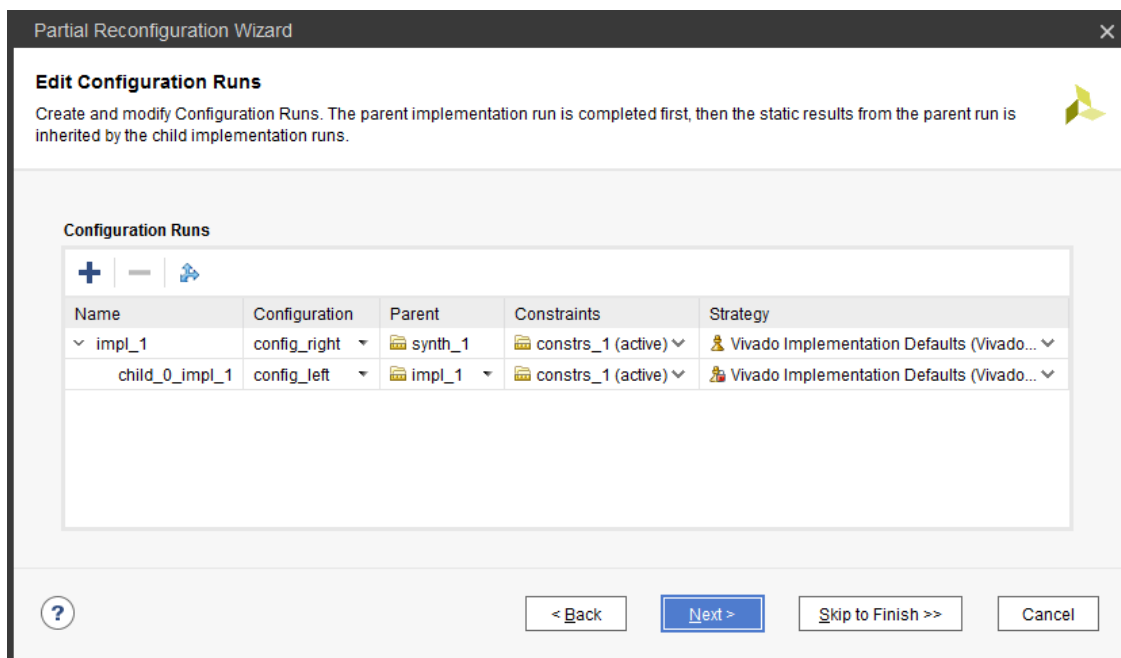 Partial Reconfiguration Wizard
Edit Configuration Runs
Create and modify Configuration Runs. The parent implementation run is completed first, then the static results from the parent run is
inherited by the child implementation runs.
Configuration Runs
Name Configuration Parent Constraints Strategy
impl_1 config_right synth_1 constrs_1 (active) Vivado Implementation Defaults (Vivado...
child_0_impl_1 config_left impl_1 constrs_1 (active) Vivado Implementation Defaults (Vivado...
? < Back Next > Skip to Finish >> Cancel